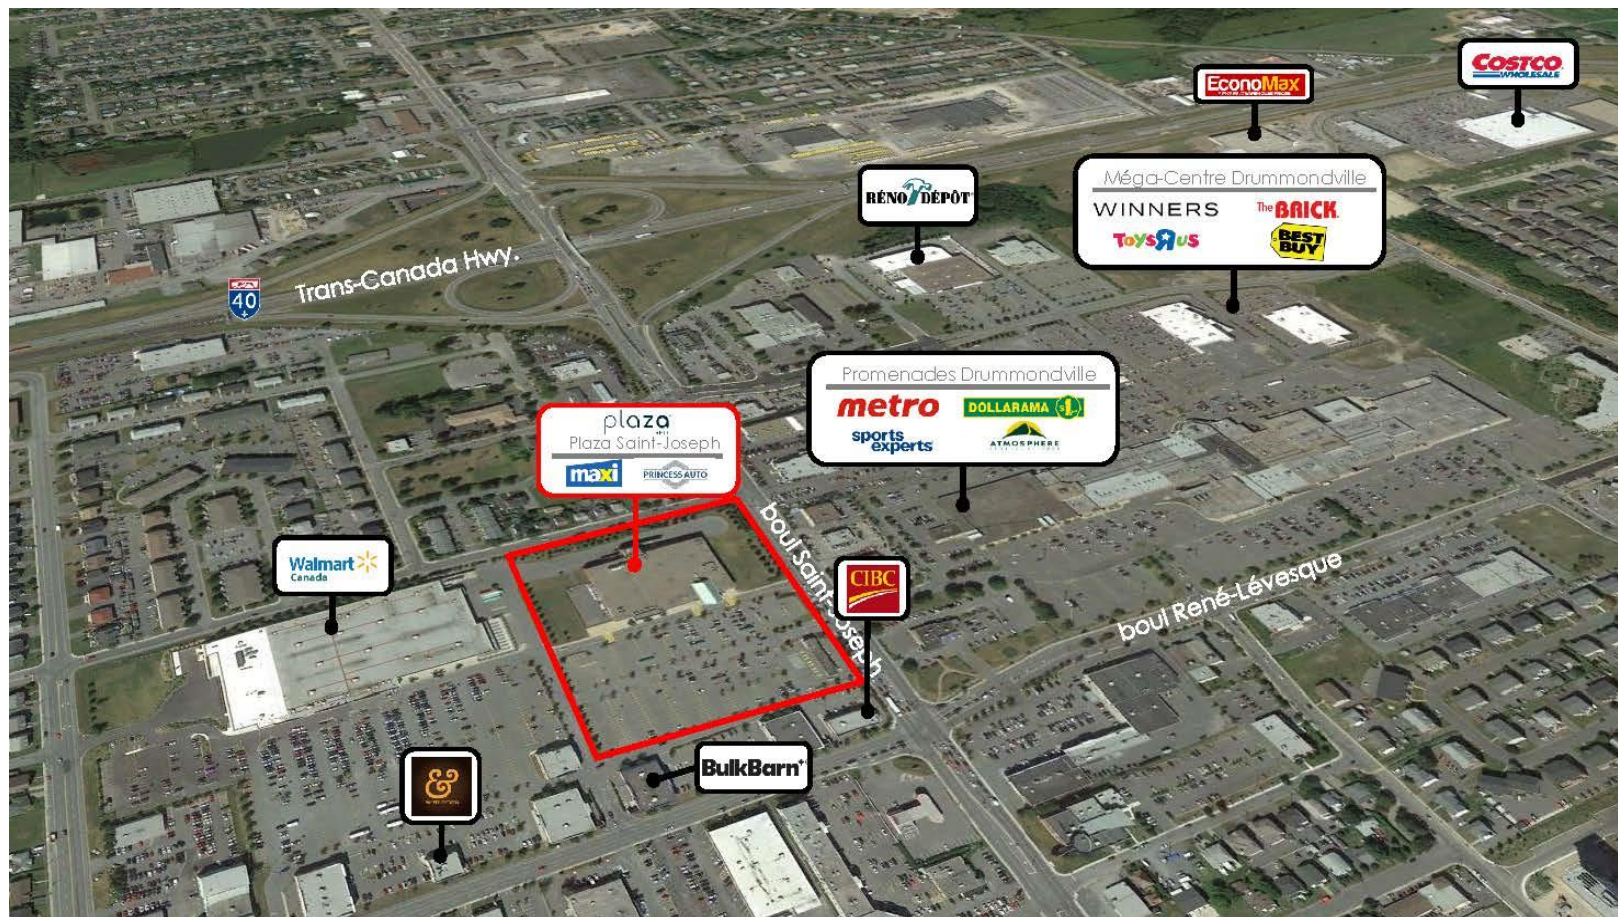 COSTCO
WHOLESALE
EconoMax
Méga-Centre Drummondville
WINNERS
The BRICK.
TOYS R US
BEST BUY
RÉNO DÉPÔT
Trans-Canada Hwy.
40
Promenades Drummondville
metro
DOLLARAMA $1
sports experts
ATMOSPHERE
plaza
Plaza Saint-Joseph
maxi
PRINCESS AUTO
boul Saint-Joseph
Walmart
Canada
CIBC
boul René-Lévesque
BulkBarn
&